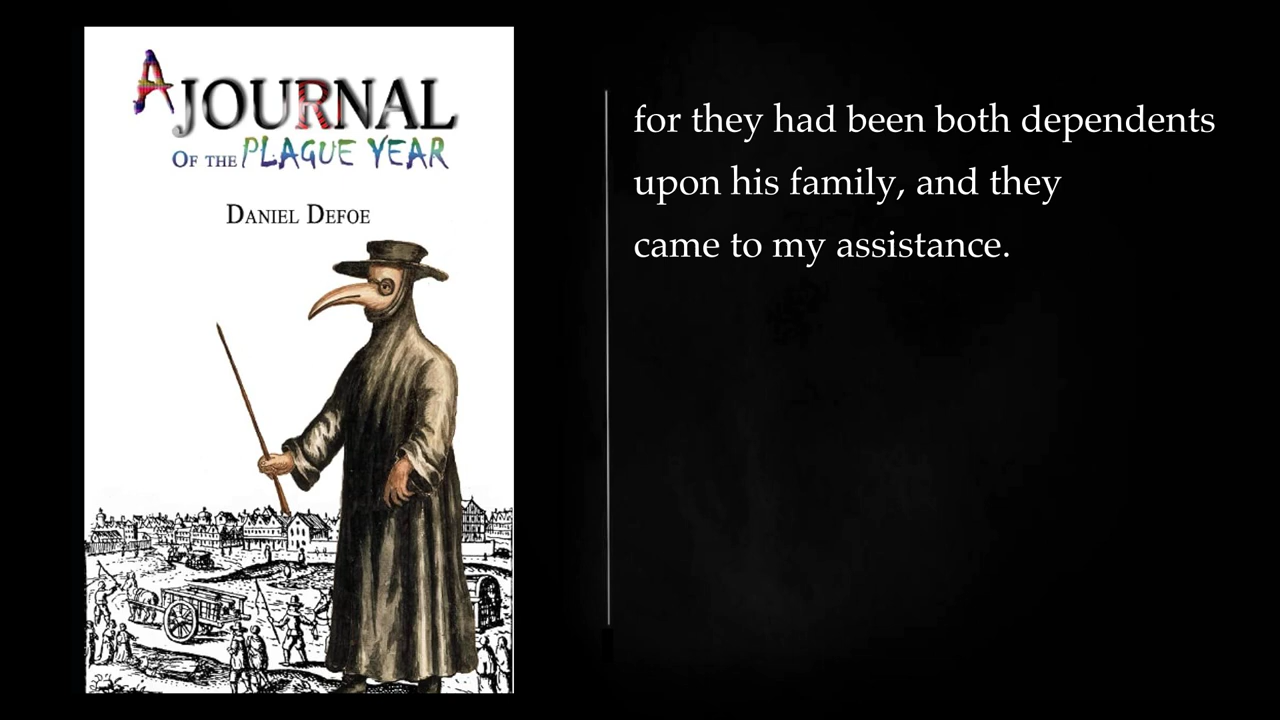 A JOURNAL
OF THE PLAGUE YEAR
DANIEL DEFOE
for they had been both dependents
upon his family, and they
came to my assistance.